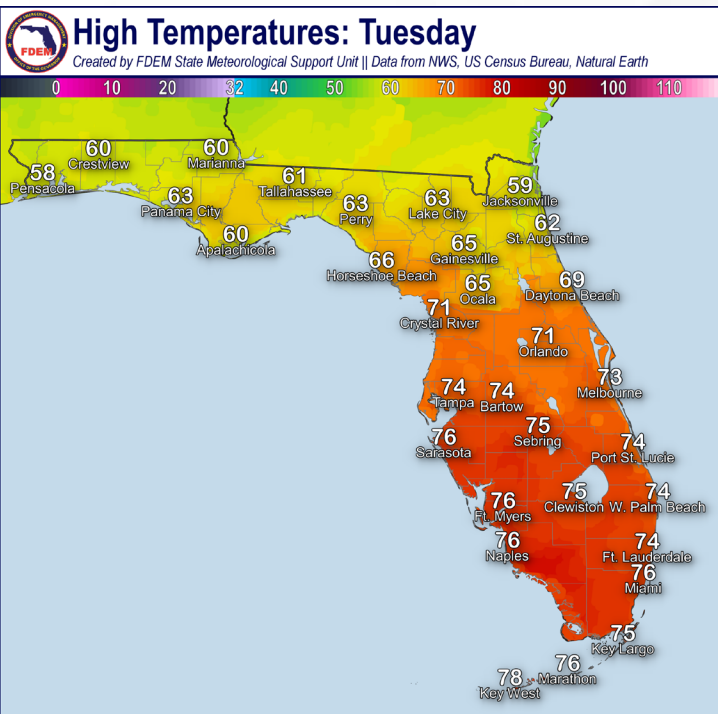 High Temperatures: Tuesday
Created by FDEM State Meteorological Support Unit || Data from NWS, US Census Bureau, Natural Earth
FDEM
0 10 20 32 40 50 60 70 80 90 100 110
60
Crestview
60
Marianna
58
Pensacola
61
Tallahassee
59
Jacksonville
63
Panama City
63
Perry
63
Lake City
62
St. Augustine
60
Apalachicola
65
Gainesville
66
Horseshoe Beach
65
Ocala
69
Daytona Beach
71
Crystal River
71
Orlando
73
Melbourne
74
Tampa
74
Bartow
76
Sarasota
75
Sebring
74
Port St. Lucie
76
Ft. Myers
75
Clewiston
74
W. Palm Beach
76
Naples
74
Ft. Lauderdale
76
Miami
75
Key Largo
76
Marathon
78
Key West